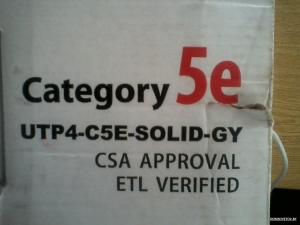 Category 5e
UTP4-C5E-SOLID-GY
CSA APPROVAL
ETL VERIFIED